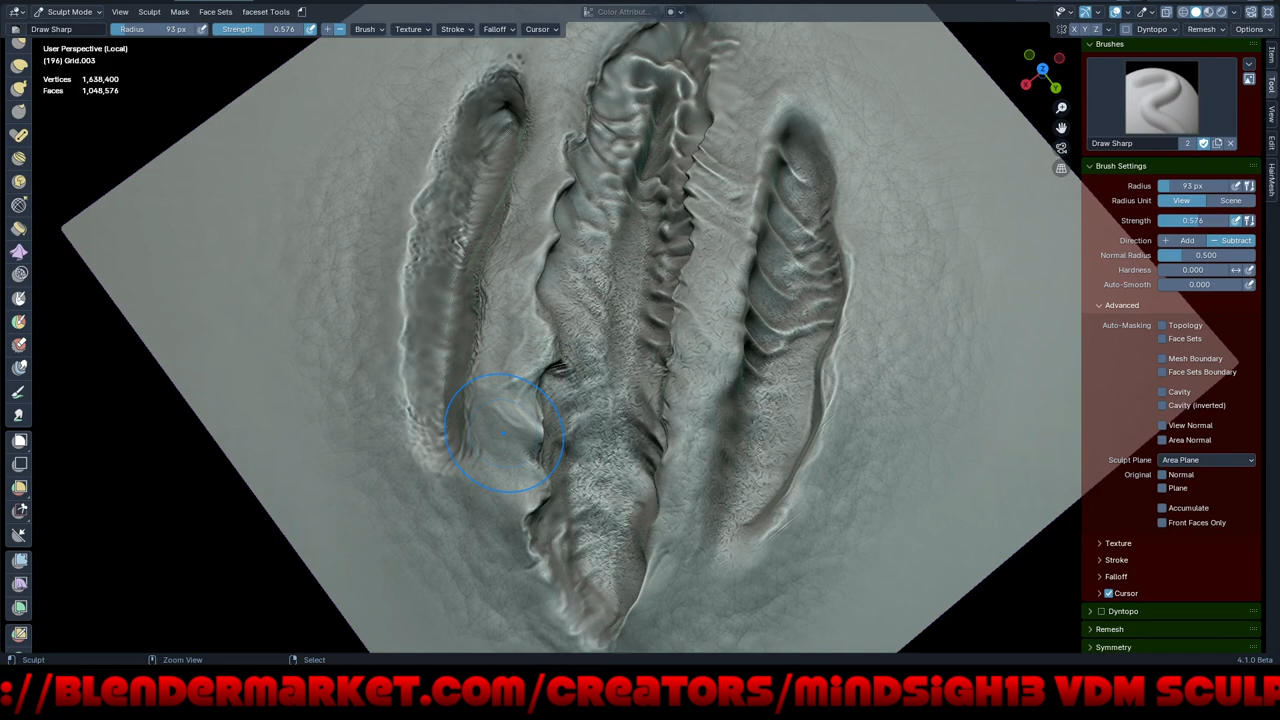 Sculpt Mode View Sculpt Mask Face Sets faceset Tools Color Attribut...
Draw Sharp Radius 93 px Strength 0.576 + − Brush Texture Stroke Falloff Cursor X Y Z Dyntopo Remesh Options
User Perspective (Local)
(196) Grid.003
Vertices 1,638,400
Faces 1,048,576
Z
X
Y
Brushes
Draw Sharp 2
Brush Settings
Radius 93 px
Radius Unit View Scene
Strength 0.576
Direction + Add − Subtract
Normal Radius 0.500
Hardness 0.000
Auto-Smooth 0.000
Advanced
Auto-Masking Topology
Face Sets
Mesh Boundary
Face Sets Boundary
Cavity
Cavity (inverted)
View Normal
Area Normal
Sculpt Plane Area Plane
Original Normal
Plane
Accumulate
Front Faces Only
Texture
Stroke
Falloff
Cursor
Dyntopo
Remesh
Symmetry
Item
Tool
View
Edit
HairMesh
Sculpt Zoom View Select 4.1.0 Beta
://BLENDERMARKET.COM/CREATORS/MINDSIGH13 VDM SCULP